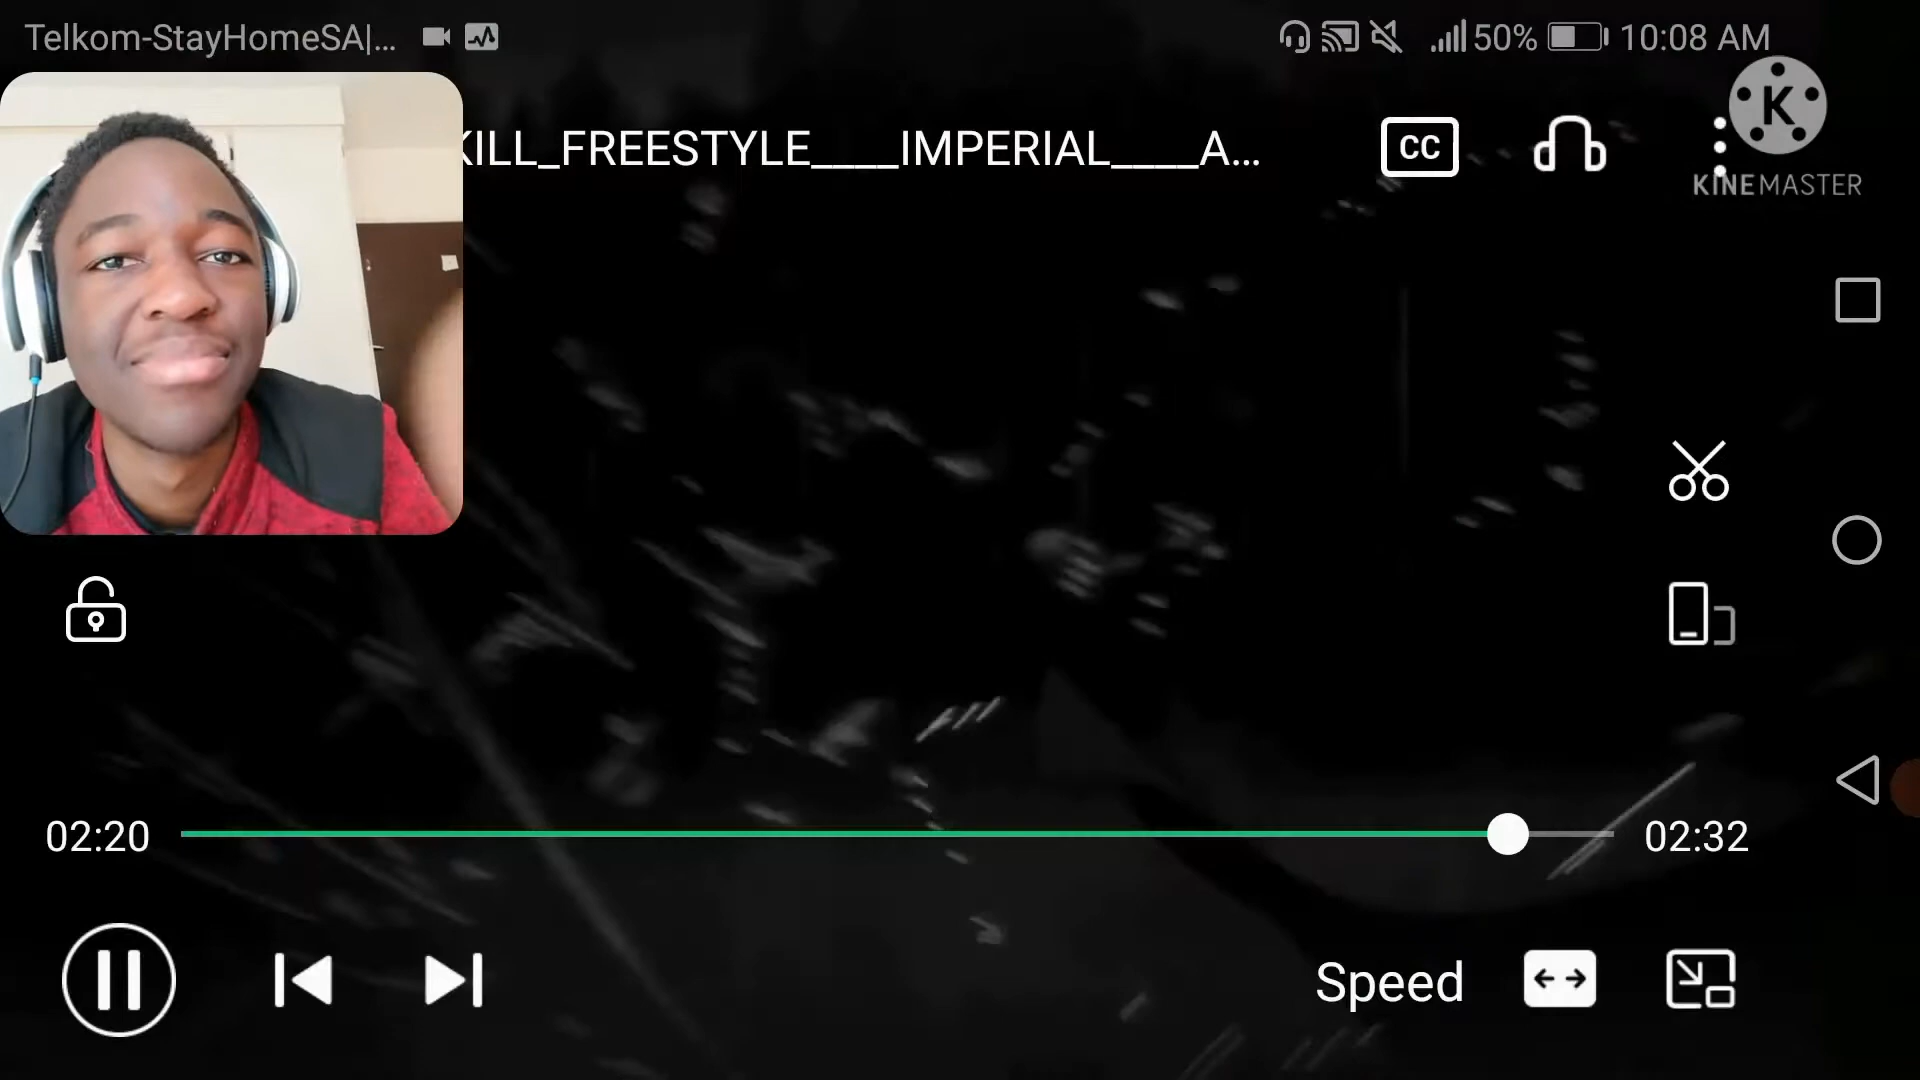 Telkom-StayHomeSA|...
50% 10:08 AM
KILL_FREESTYLE____IMPERIAL____A...
CC
K
KINEMASTER
02:20
02:32
Speed